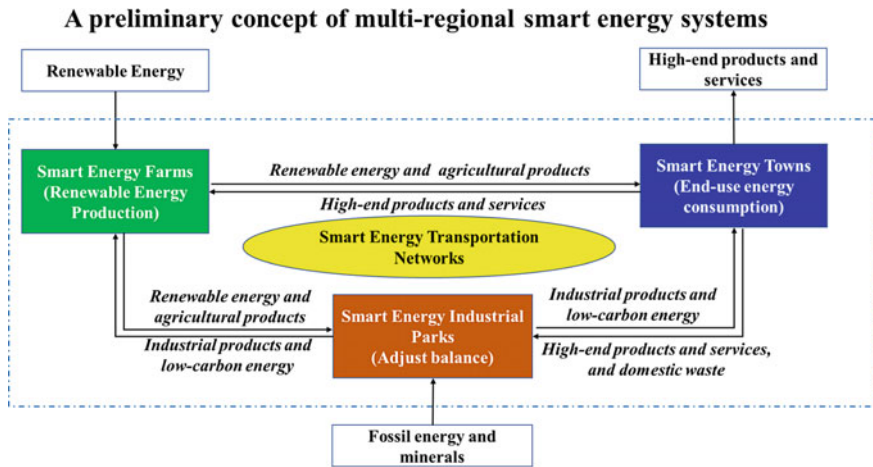 A preliminary concept of multi-regional smart energy systems
Renewable Energy
High-end products and
services
Smart Energy Farms
(Renewable Energy
Production)
Renewable energy and agricultural products
High-end products and services
Smart Energy Towns
(End-use energy
consumption)
Smart Energy Transportation
Networks
Renewable energy and
agricultural products
Industrial products and
low-carbon energy
Smart Energy Industrial
Parks
(Adjust balance)
Industrial products and
low-carbon energy
High-end products and services,
and domestic waste
Fossil energy and
minerals